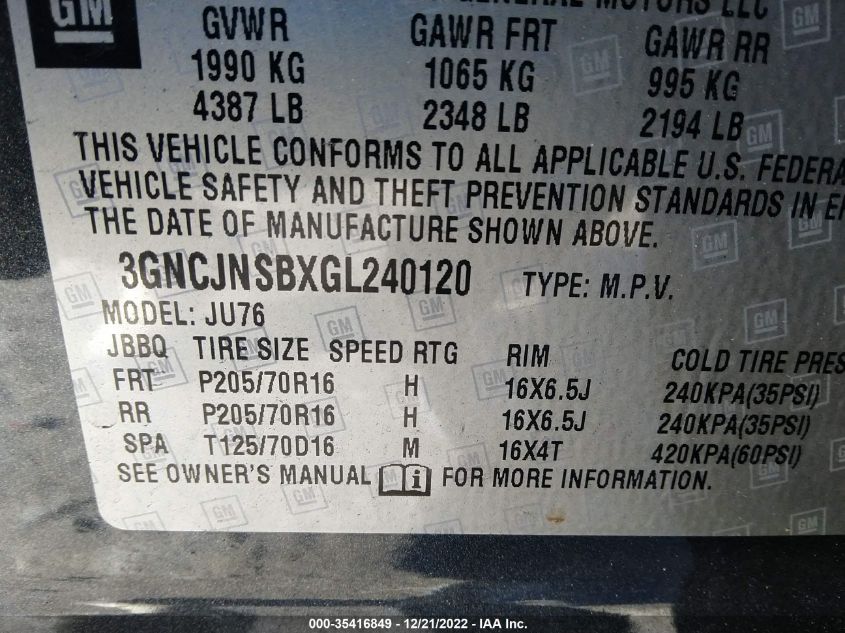 GM GENERAL MOTORS LLC
GVWR GAWR FRT GAWR RR
1990 KG 1065 KG 995 KG
4387 LB 2348 LB 2194 LB
THIS VEHICLE CONFORMS TO ALL APPLICABLE U.S. FEDERA
VEHICLE SAFETY AND THEFT PREVENTION STANDARDS IN E
THE DATE OF MANUFACTURE SHOWN ABOVE.
3GNCJNSBXGL240120 TYPE: M.P.V.
MODEL: JU76
JBBQ TIRE SIZE SPEED RTG RIM COLD TIRE PRES
FRT P205/70R16 H 16X6.5J 240KPA(35PSI)
RR P205/70R16 H 16X6.5J 240KPA(35PSI)
SPA T125/70D16 M 16X4T 420KPA(60PSI)
SEE OWNER'S MANUAL i FOR MORE INFORMATION.
000-35416849 - 12/21/2022 - IAA Inc.